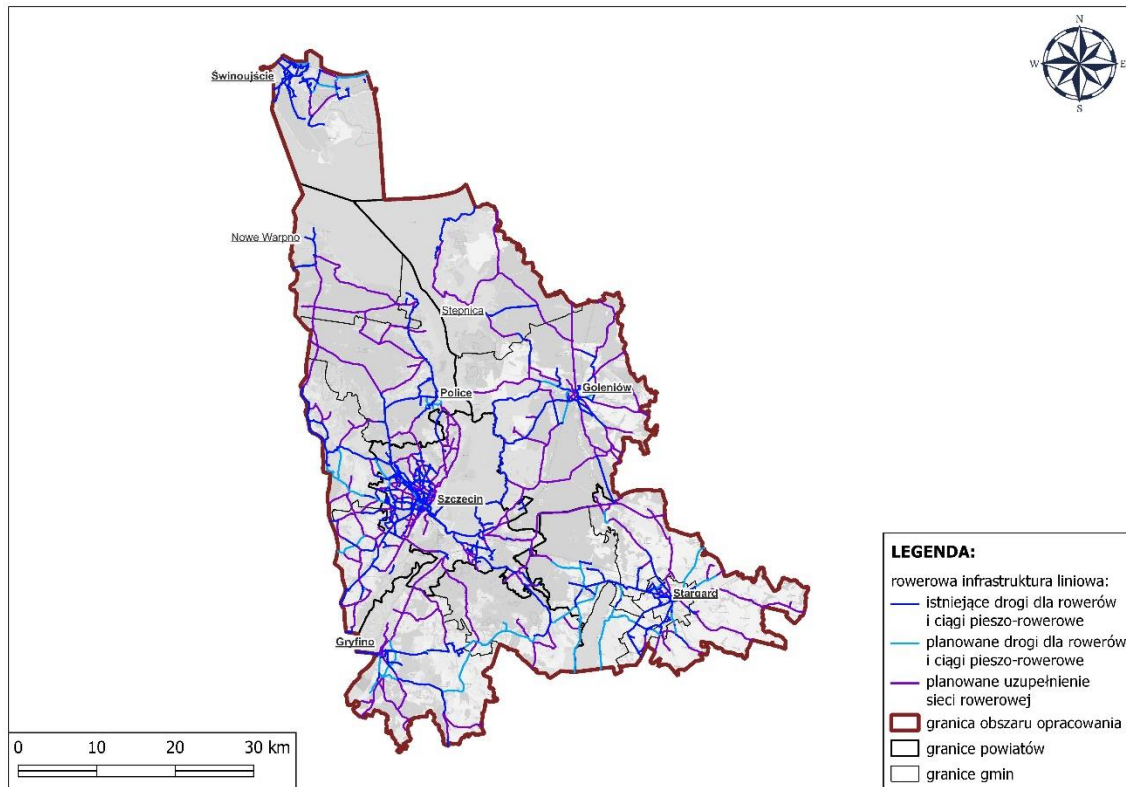 N
W
E
S
Świnoujście
Nowe Warpno
Stepnica
Police
Goleniów
Szczecin
Stargard
Gryfino
LEGENDA:
rowerowa infrastruktura liniowa:
istniejące drogi dla rowerów
i ciągi pieszo-rowerowe
planowane drogi dla rowerów
i ciągi pieszo-rowerowe
planowane uzupełnienie
sieci rowerowej
granica obszaru opracowania
granice powiatów
granice gmin
0 10 20 30 km